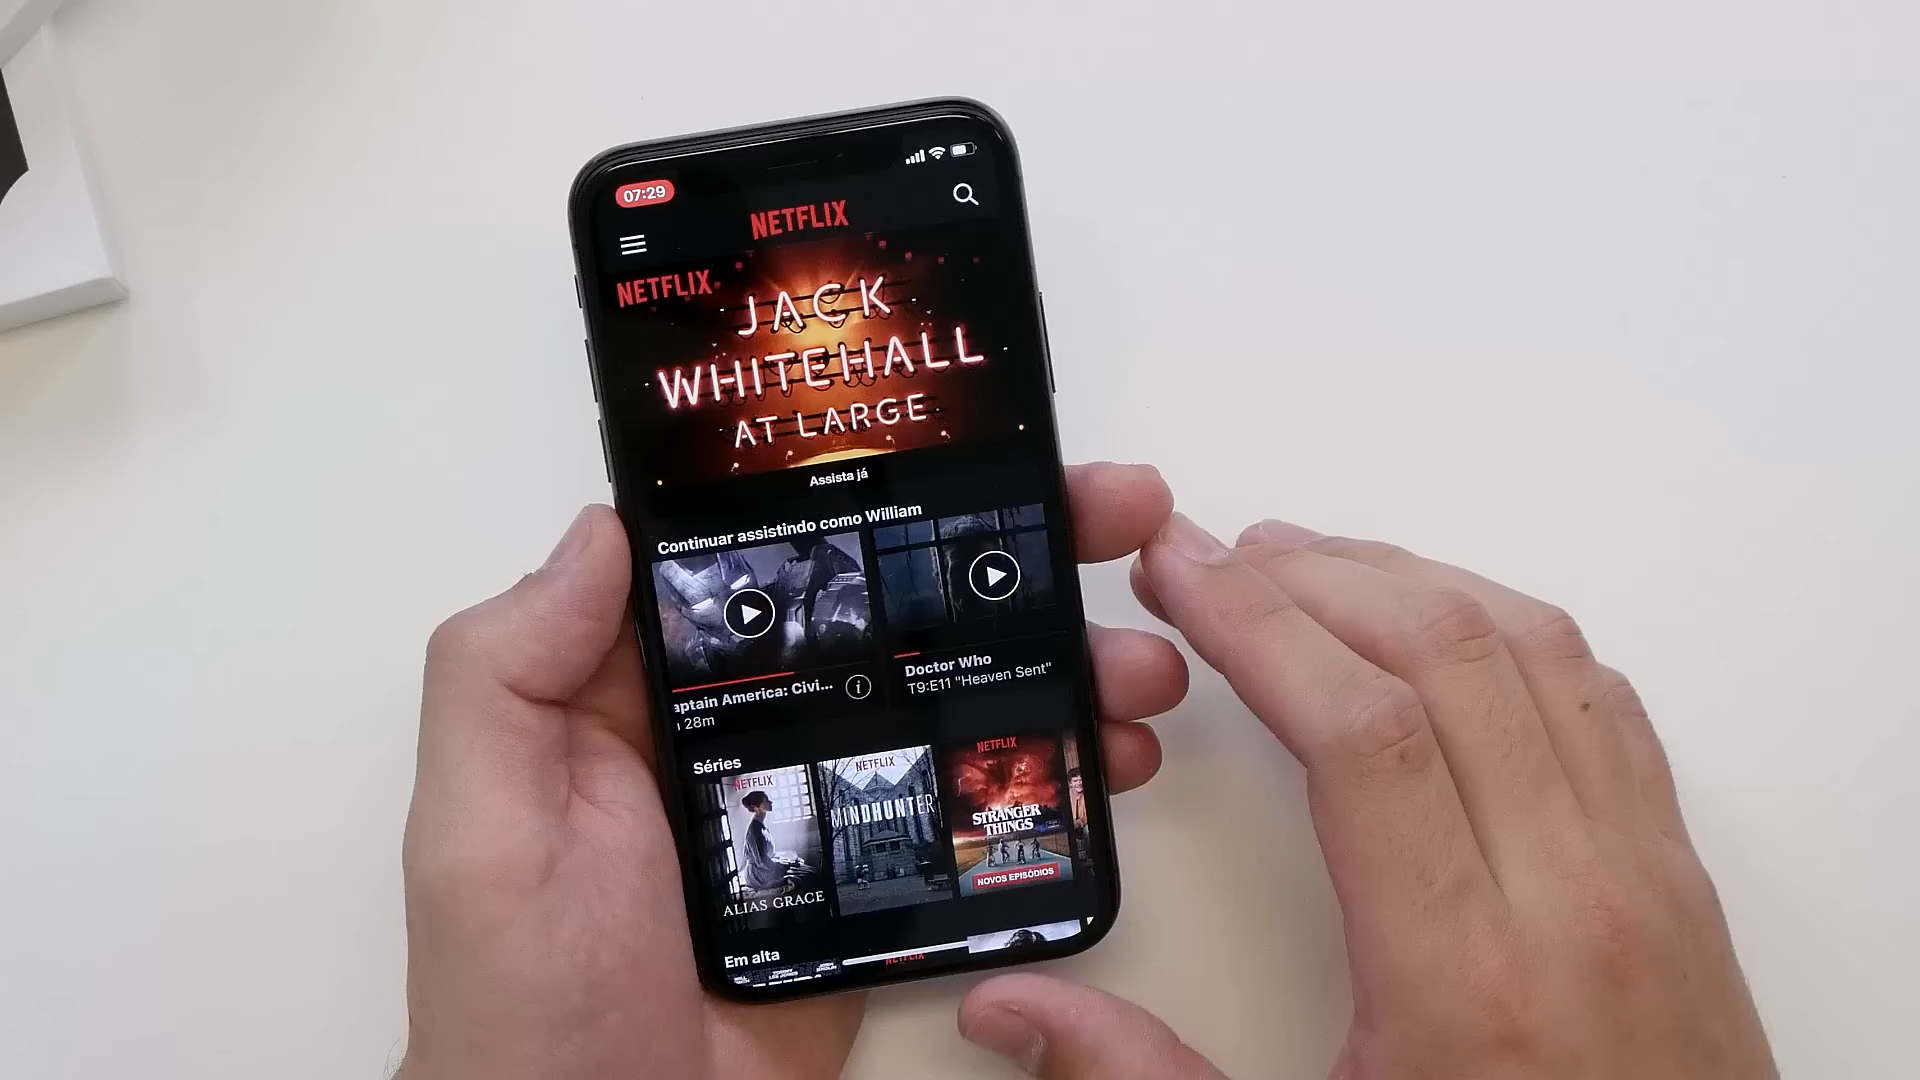 07:29
NETFLIX
NETFLIX
JACK
WHITEHALL
AT LARGE
Assista já
Continuar assistindo como William
aptain America: Civi...
28m
Doctor Who
T9:E11 "Heaven Sent"
Séries
NETFLIX
ALIAS GRACE
NETFLIX
MINDHUNTER
NETFLIX
STRANGER
THINGS
NOVOS EPISÓDIOS
Em alta
NETFLIX